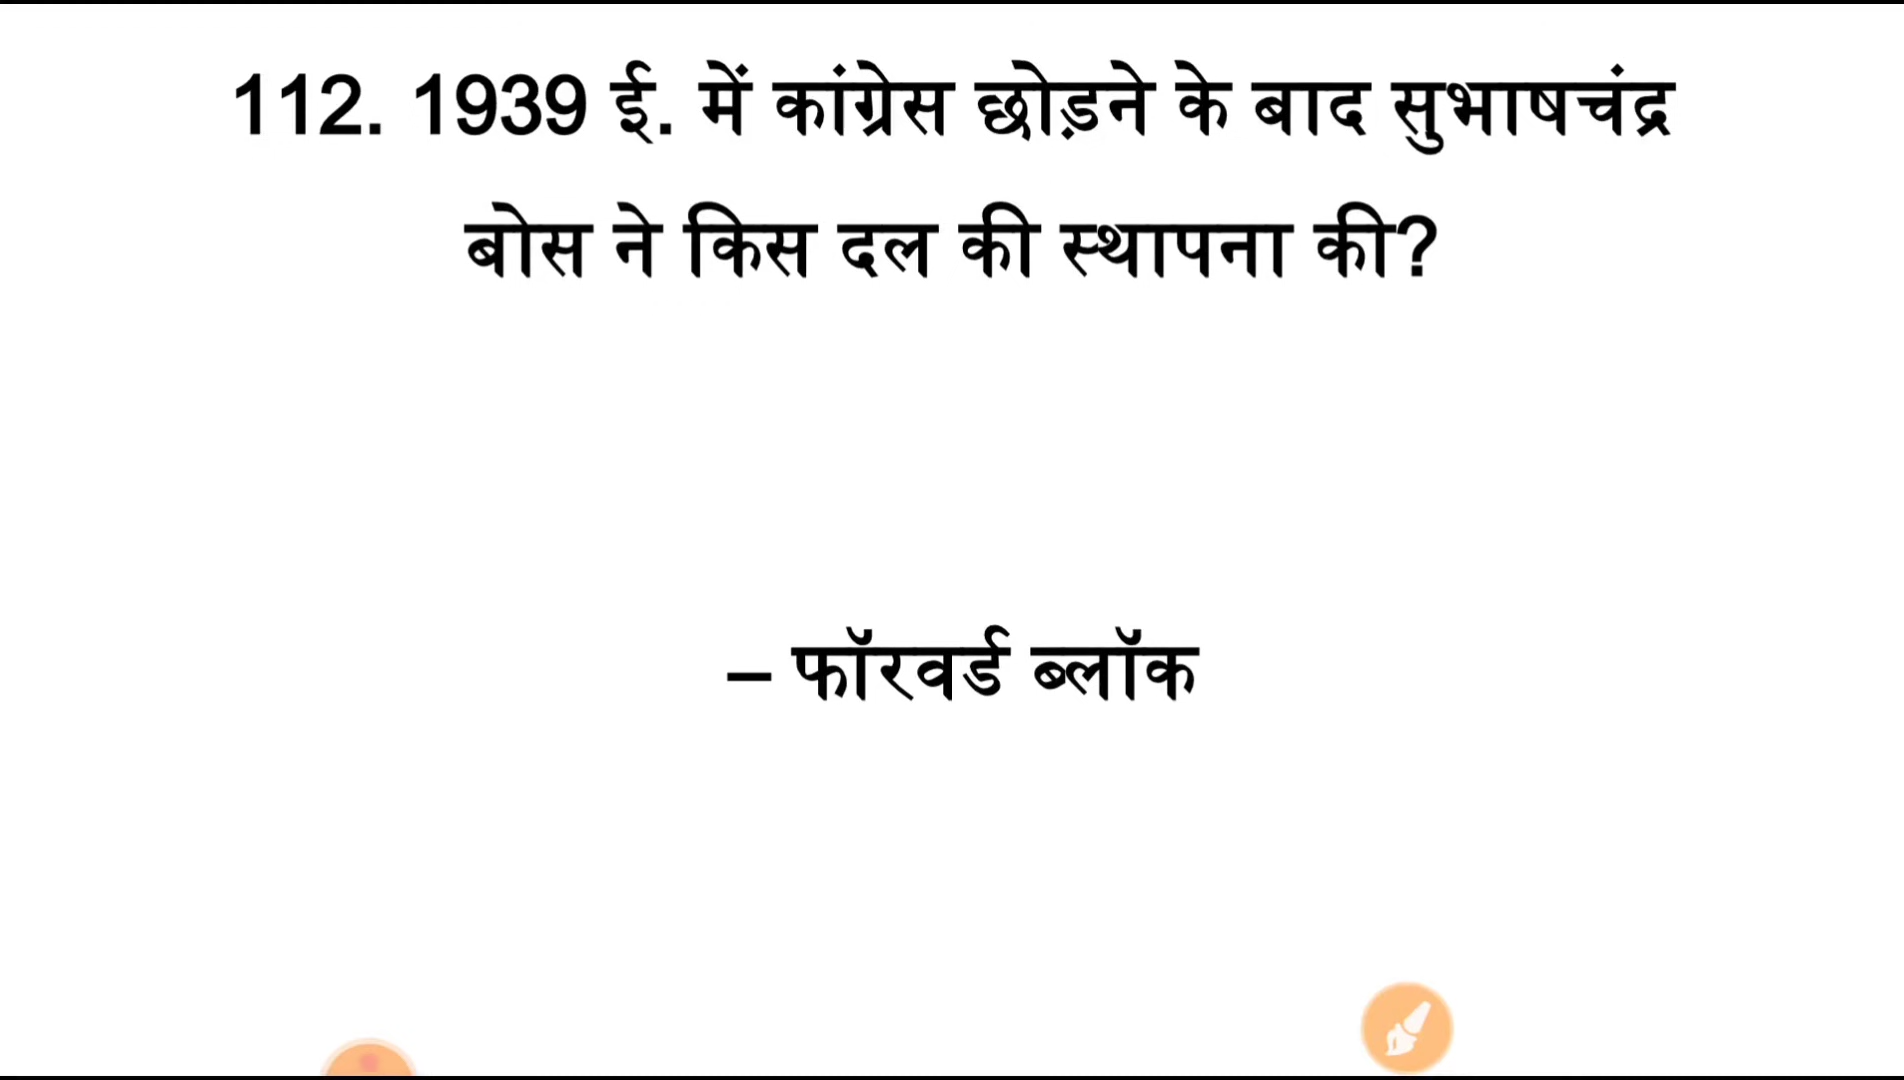 112. 1939 ई. में कांग्रेस छोड़ने के बाद सुभाषचंद्र
बोस ने किस दल की स्थापना की?
– फॉरवर्ड ब्लॉक